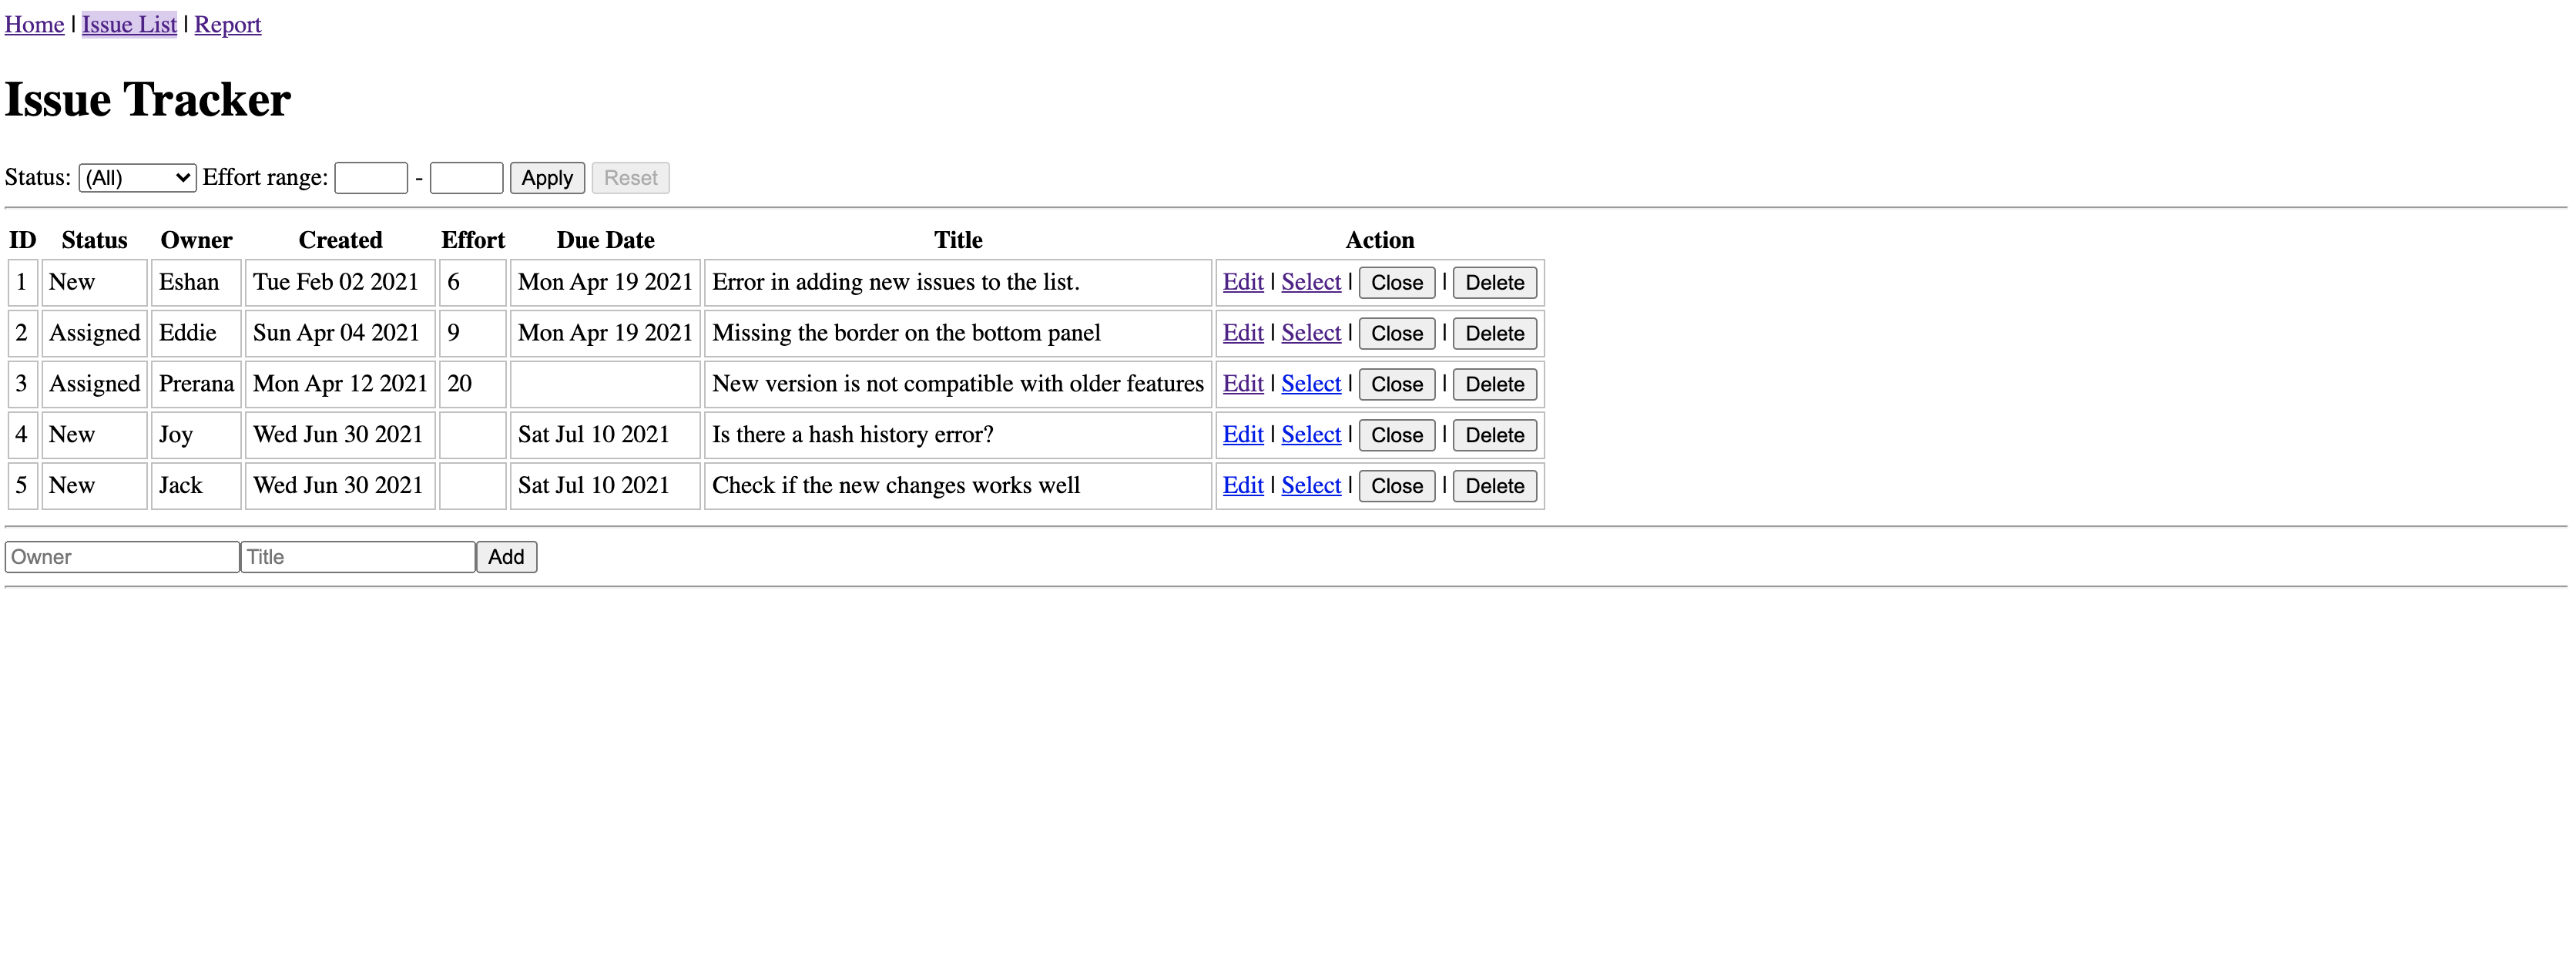 Home | Issue List | Report
Issue Tracker
Status: (All) Effort range: - Apply Reset
ID Status Owner Created Effort Due Date Title Action
1 New Eshan Tue Feb 02 2021 6 Mon Apr 19 2021 Error in adding new issues to the list. Edit | Select | Close | Delete
2 Assigned Eddie Sun Apr 04 2021 9 Mon Apr 19 2021 Missing the border on the bottom panel Edit | Select | Close | Delete
3 Assigned Prerana Mon Apr 12 2021 20 New version is not compatible with older features Edit | Select | Close | Delete
4 New Joy Wed Jun 30 2021 Sat Jul 10 2021 Is there a hash history error? Edit | Select | Close | Delete
5 New Jack Wed Jun 30 2021 Sat Jul 10 2021 Check if the new changes works well Edit | Select | Close | Delete
Owner Title Add